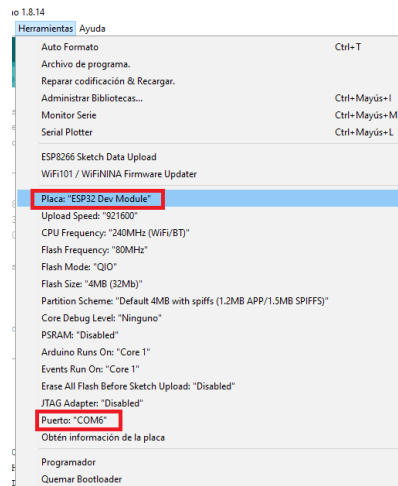 1.8.14
Herramientas Ayuda
Auto Formato Ctrl+T
Archivo de programa.
Reparar codificación & Recargar.
Administrar Bibliotecas... Ctrl+Mayús+I
Monitor Serie Ctrl+Mayús+M
Serial Plotter Ctrl+Mayús+L
ESP8266 Sketch Data Upload
WiFi101 / WiFiNINA Firmware Updater
Placa: "ESP32 Dev Module"
Upload Speed: "921600"
CPU Frequency: "240MHz (WiFi/BT)"
Flash Frequency: "80MHz"
Flash Mode: "QIO"
Flash Size: "4MB (32Mb)"
Partition Scheme: "Default 4MB with spiffs (1.2MB APP/1.5MB SPIFFS)"
Core Debug Level: "Ninguno"
PSRAM: "Disabled"
Arduino Runs On: "Core 1"
Events Run On: "Core 1"
Erase All Flash Before Sketch Upload: "Disabled"
JTAG Adapter: "Disabled"
Puerto: "COM6"
Obtén información de la placa
Programador
Quemar Bootloader